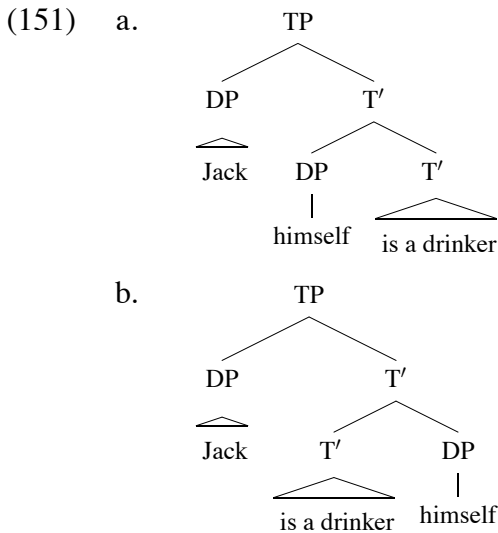 (151) a. TP
DP T′
Jack DP T′
himself is a drinker
b. TP
DP T′
Jack T′ DP
is a drinker himself